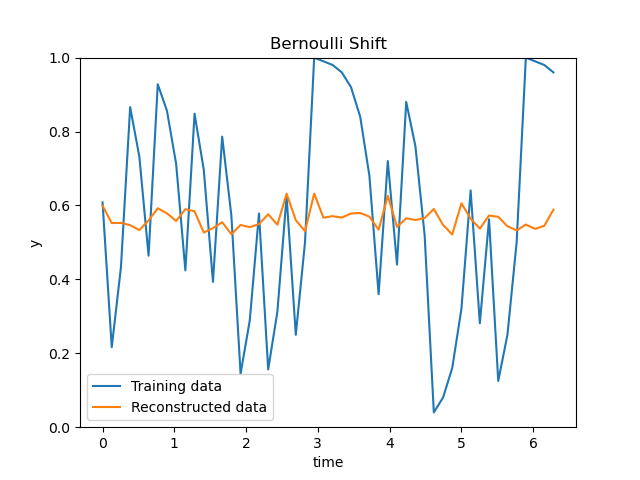 Bernoulli Shift
1.0
0.8
0.6
0.4
0.2
0.0
y
Training data
Reconstructed data
0 1 2 3 4 5 6
time